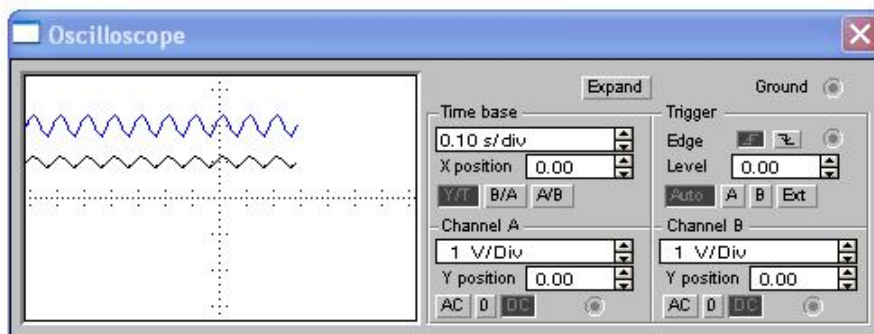 Oscilloscope
Expand
Ground
Time base
0.10 s/div
X position 0.00
Y/T B/A A/B
Trigger
Edge
Level 0.00
Auto A B Ext
Channel A
1 V/Div
Y position 0.00
AC 0 DC
Channel B
1 V/Div
Y position 0.00
AC 0 DC